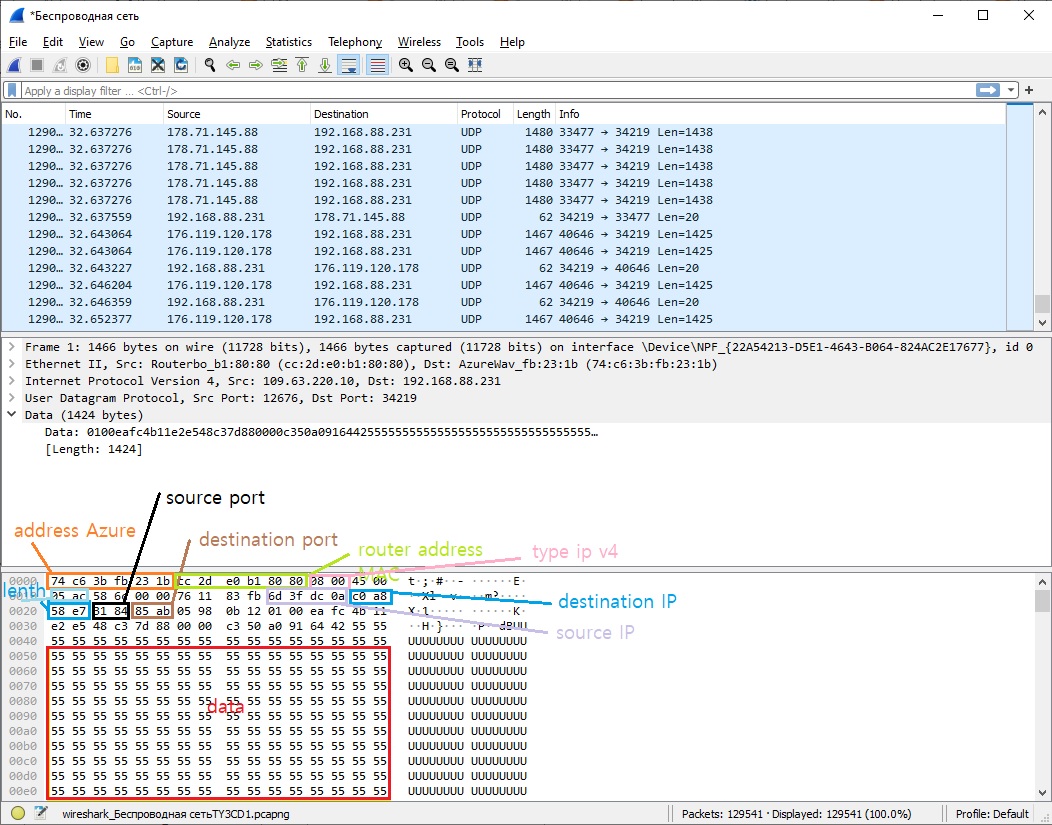 *Беспроводная сеть
File Edit View Go Capture Analyze Statistics Telephony Wireless Tools Help
Apply a display filter ... <Ctrl-/>
No. Time Source Destination Protocol Length Info
1290… 32.637276 178.71.145.88 192.168.88.231 UDP 1480 33477 → 34219 Len=1438
1290… 32.637276 178.71.145.88 192.168.88.231 UDP 1480 33477 → 34219 Len=1438
1290… 32.637276 178.71.145.88 192.168.88.231 UDP 1480 33477 → 34219 Len=1438
1290… 32.637276 178.71.145.88 192.168.88.231 UDP 1480 33477 → 34219 Len=1438
1290… 32.637276 178.71.145.88 192.168.88.231 UDP 1480 33477 → 34219 Len=1438
1290… 32.637559 192.168.88.231 178.71.145.88 UDP 62 34219 → 33477 Len=20
1290… 32.643064 176.119.120.178 192.168.88.231 UDP 1467 40646 → 34219 Len=1425
1290… 32.643064 176.119.120.178 192.168.88.231 UDP 1467 40646 → 34219 Len=1425
1290… 32.643227 192.168.88.231 176.119.120.178 UDP 62 34219 → 40646 Len=20
1290… 32.646204 176.119.120.178 192.168.88.231 UDP 1467 40646 → 34219 Len=1425
1290… 32.646359 192.168.88.231 176.119.120.178 UDP 62 34219 → 40646 Len=20
1290… 32.652377 176.119.120.178 192.168.88.231 UDP 1467 40646 → 34219 Len=1425
Frame 1: 1466 bytes on wire (11728 bits), 1466 bytes captured (11728 bits) on interface \Device\NPF_{22A54213-D5E1-4643-B064-824AC2E17677}, id 0
Ethernet II, Src: Routerbo_b1:80:80 (cc:2d:e0:b1:80:80), Dst: AzureWav_fb:23:1b (74:c6:3b:fb:23:1b)
Internet Protocol Version 4, Src: 109.63.220.10, Dst: 192.168.88.231
User Datagram Protocol, Src Port: 12676, Dst Port: 34219
Data (1424 bytes)
Data: 0100eafc4b11e2e548c37d880000c350a09164425555555555555555555555555555555555…
[Length: 1424]
source port
address Azure
destination port
router address
MAC
type ip v4
lenth
destination IP
source IP
data
0000 74 c6 3b fb 23 1b cc 2d e0 b1 80 80 08 00 45 00 t·;·#··- ······E·
0010 05 ac 58 6c 00 00 76 11 83 fb 6d 3f dc 0a c0 a8
0020 58 e7 31 84 85 ab 05 98 0b 12 01 00 ea fc 4b 11 X·1····· ······K·
0030 e2 e5 48 c3 7d 88 00 00 c3 50 a0 91 64 42 55 55 ··H·}··· ·P··dBUU
0040 55 55 55 55 55 55 55 55 55 55 55 55 55 55 55 55 UUUUUUUU UUUUUUUU
0050 55 55 55 55 55 55 55 55 55 55 55 55 55 55 55 55 UUUUUUUU UUUUUUUU
0060 55 55 55 55 55 55 55 55 55 55 55 55 55 55 55 55 UUUUUUUU UUUUUUUU
0070 55 55 55 55 55 55 55 55 55 55 55 55 55 55 55 55 UUUUUUUU UUUUUUUU
0080 55 55 55 55 55 55 55 55 55 55 55 55 55 55 55 55 UUUUUUUU UUUUUUUU
0090 55 55 55 55 55 55 55 55 55 55 55 55 55 55 55 55 UUUUUUUU UUUUUUUU
00a0 55 55 55 55 55 55 55 55 55 55 55 55 55 55 55 55 UUUUUUUU UUUUUUUU
00b0 55 55 55 55 55 55 55 55 55 55 55 55 55 55 55 55 UUUUUUUU UUUUUUUU
00c0 55 55 55 55 55 55 55 55 55 55 55 55 55 55 55 55 UUUUUUUU UUUUUUUU
00d0 55 55 55 55 55 55 55 55 55 55 55 55 55 55 55 55 UUUUUUUU UUUUUUUU
00e0 55 55 55 55 55 55 55 55 55 55 55 55 55 55 55 55 UUUUUUUU UUUUUUUU
wireshark_Беспроводная сетьTY3CD1.pcapng Packets: 129541 · Displayed: 129541 (100.0%) Profile: Default